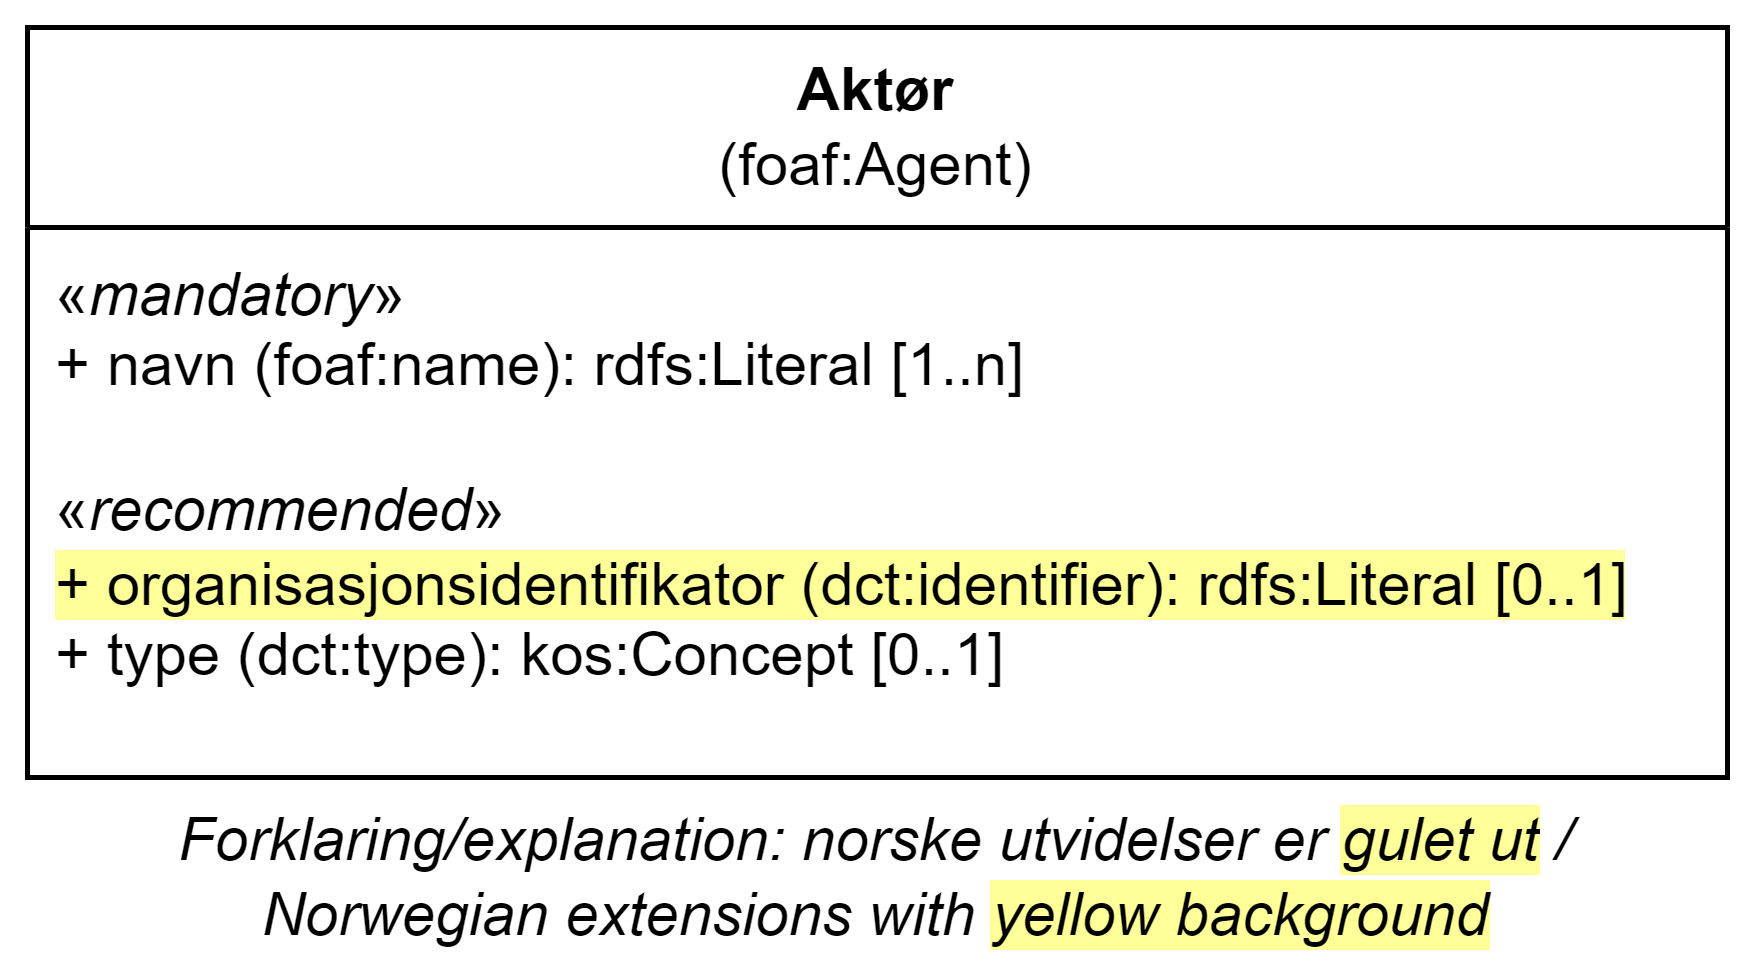 Aktør
(foaf:Agent)
«mandatory»
+ navn (foaf:name): rdfs:Literal [1..n]
«recommended»
+ organisasjonsidentifikator (dct:identifier): rdfs:Literal [0..1]
+ type (dct:type): kos:Concept [0..1]
Forklaring/explanation: norske utvidelser er gulet ut /
Norwegian extensions with yellow background